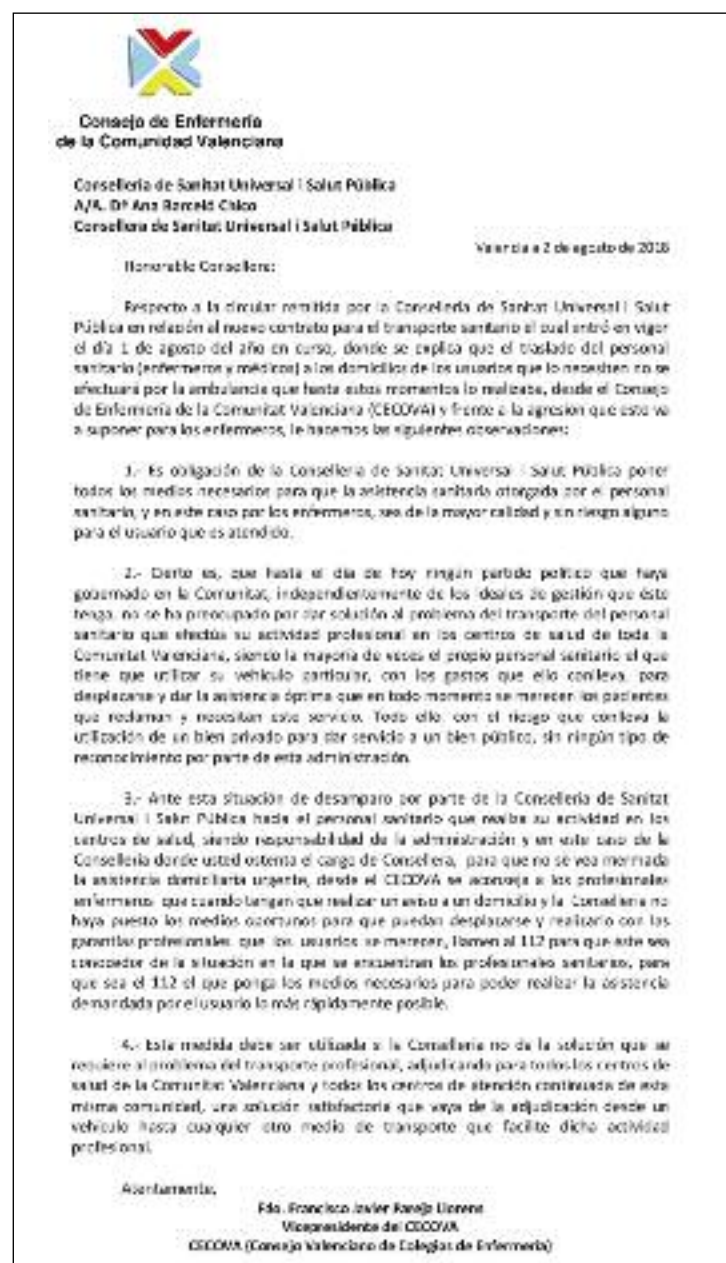 Consejo de Enfermería
de la Comunidad Valenciana
Conselleria de Sanitat Universal i Salut Pública
A/A. Dª Ana Barceló Chico
Consellera de Sanitat Universal i Salut Pública
Valencia a 2 de agosto de 2018
Honorable Consellera:
Respecto a la circular remitida por la Conselleria de Sanitat Universal i Salut
Pública en relación al nuevo contrato para el transporte sanitario el cual entró en vigor
el día 1 de agosto del año en curso, donde se explica que el traslado del personal
sanitario (enfermeros y médicos) a los domicilios de los usuarios que lo necesiten no se
efectuará por la ambulancia que hasta estos momentos lo realizaba, desde el Consejo
de Enfermería de la Comunitat Valenciana (CECOVA) y frente a la agresión que esto va
a suponer para los enfermeros, le hacemos las siguientes observaciones:
1.- Es obligación de la Conselleria de Sanitat Universal i Salut Pública poner
todos los medios necesarios para que la asistencia sanitaria otorgada por el personal
sanitario, y en este caso por los enfermeros, sea de la mayor calidad y sin riesgo alguno
para el usuario que es atendido.
2.- Cierto es, que hasta el día de hoy ningún partido político que haya
gobernado en la Comunitat, independientemente de los ideales de gestión que éste
tenga, no se ha preocupado por dar solución al problema del transporte del personal
sanitario que efectúa su actividad profesional en los centros de salud de toda la
Comunitat Valenciana, siendo la mayoría de veces el propio personal sanitario el que
tiene que utilizar su vehículo particular, con los gastos que ello conlleva, para
desplazarse y dar la asistencia óptima que en todo momento se merecen los pacientes
que reclaman y necesitan este servicio. Todo ello, con el riesgo que conlleva la
utilización de un bien privado para dar servicio a un bien público, sin ningún tipo de
reconocimiento por parte de esta administración.
3.- Ante esta situación de desamparo por parte de la Conselleria de Sanitat
Universal i Salut Pública hacia el personal sanitario que realiza su actividad en los
centros de salud, siendo responsabilidad de la administración y en este caso de la
Conselleria donde usted ostenta el cargo de Consellera, para que no se vea mermada
la asistencia domiciliaria urgente, desde el CECOVA se aconseja a los profesionales
enfermeros que cuando tengan que realizar un aviso a un domicilio y la Conselleria no
haya puesto los medios oportunos para que puedan desplazarse y realizarlo con las
garantías profesionales que los usuarios se merecen, llamen al 112 para que éste sea
conocedor de la situación en la que se encuentran los profesionales sanitarios, para
que sea el 112 el que ponga los medios necesarios para poder realizar la asistencia
demandada por el usuario lo más rápidamente posible.
4.- Esta medida debe ser utilizada si la Conselleria no da la solución que se
requiere al problema del transporte profesional, adjudicando para todos los centros de
salud de la Comunitat Valenciana y todos los centros de atención continuada de esta
misma comunidad, una solución satisfactoria que vaya de la adjudicación desde un
vehículo hasta cualquier otro medio de transporte que facilite dicha actividad
profesional.
Atentamente,
Fdo. Francisco Javier Pareja Llorens
Vicepresidente del CECOVA
CECOVA (Consejo Valenciano de Colegios de Enfermería)